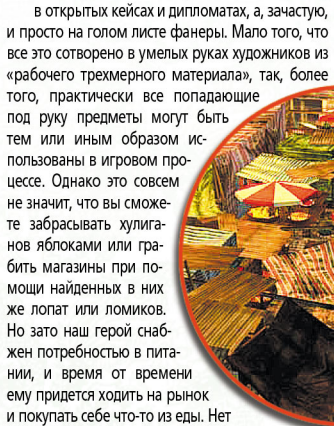 в открытых кейсах и дипломатах, а, зачастую,
и просто на голом листе фанеры. Мало того, что
все это сотворено в умелых руках художников из
«рабочего трехмерного материала», так, более
того, практически все попадающие
под руку предметы могут быть
тем или иным образом ис-
пользованы в игровом про-
цессе. Однако это совсем
не значит, что вы сможе-
те забрасывать хулига-
нов яблоками или гра-
бить магазины при по-
мощи найденных в них
же лопат или ломиков.
Но зато наш герой снаб-
жен потребностью в пита-
нии, и время от времени
ему придется ходить на рынок
и покупать себе что-то из еды. Нет